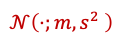 𝒩(·; m, s²)